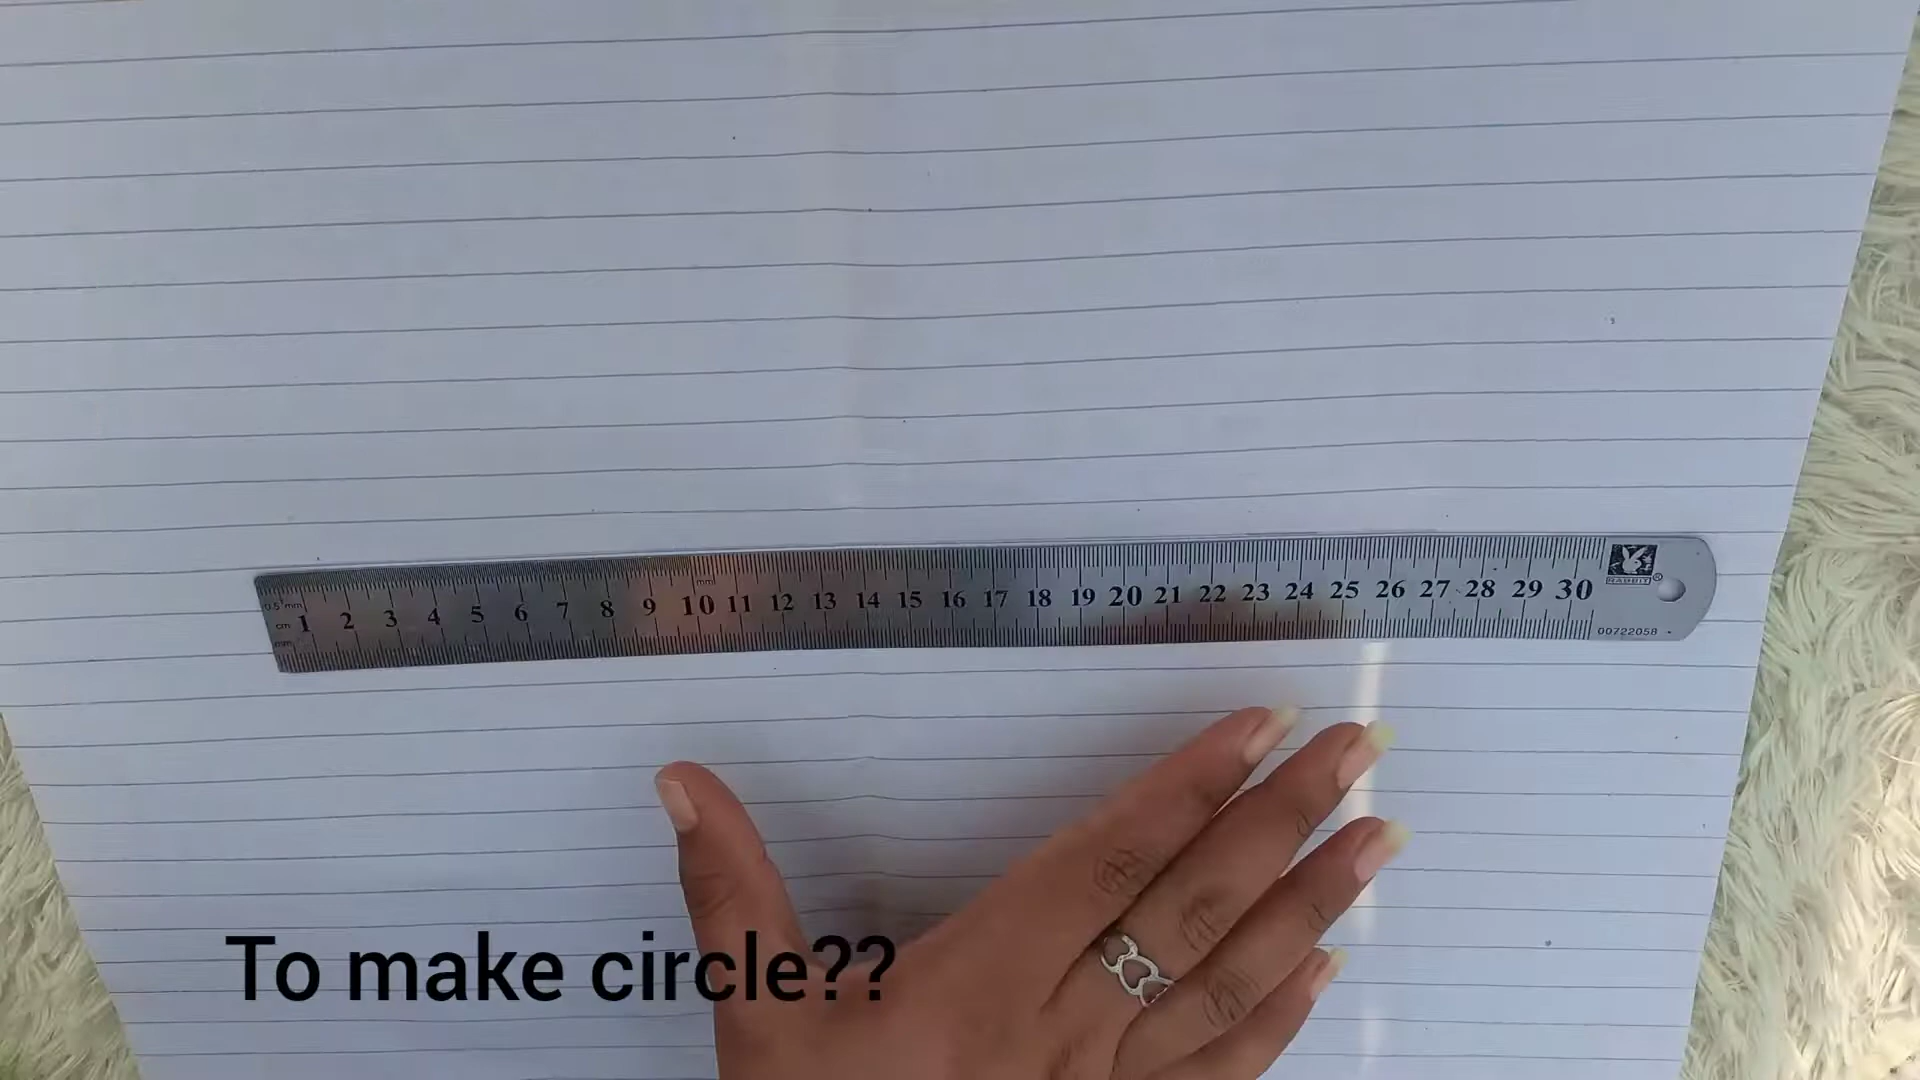 mm
RABBIT®
0.5 mm
cm 1 2 3 4 5 6 7 8 9 10 11 12 13 14 15 16 17 18 19 20 21 22 23 24 25 26 27 28 29 30
mm
00722058
To make circle??